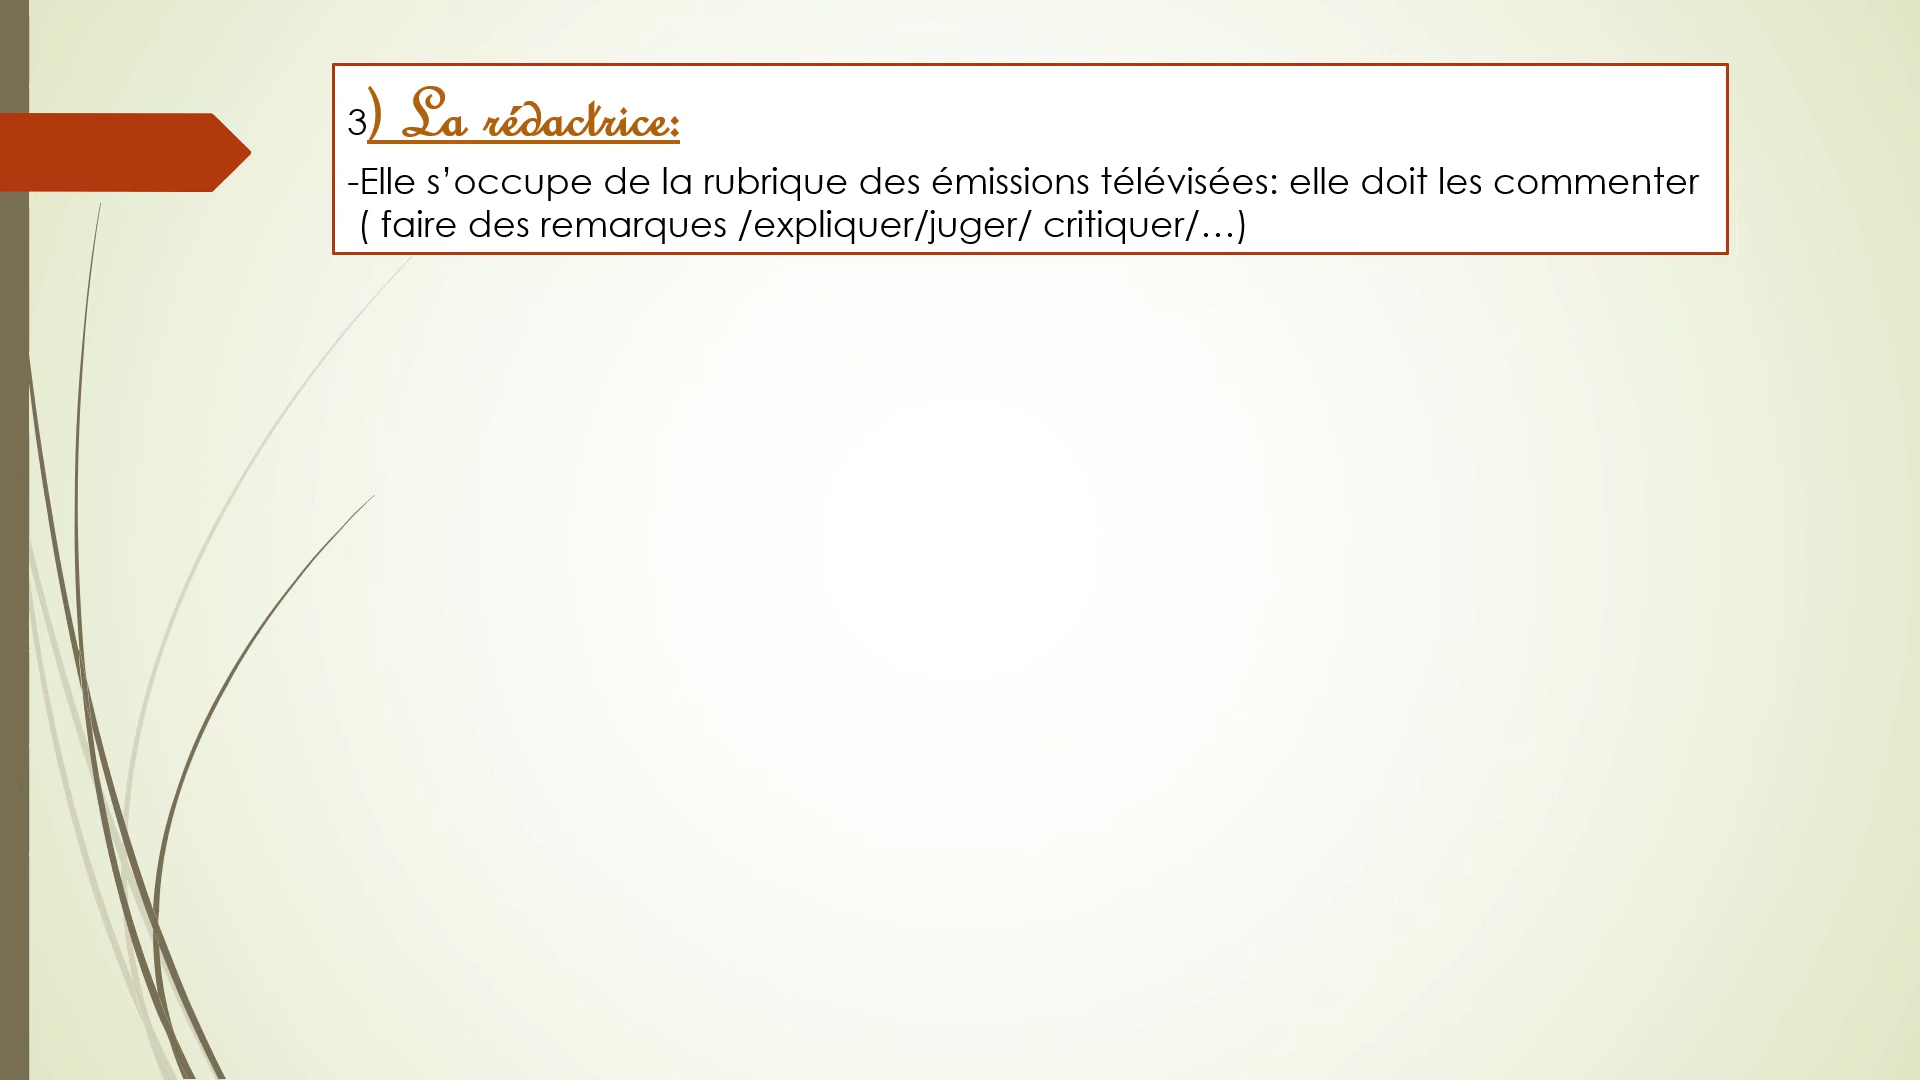 3) La rédactrice:
-Elle s’occupe de la rubrique des émissions télévisées: elle doit les commenter
( faire des remarques /expliquer/juger/ critiquer/…)